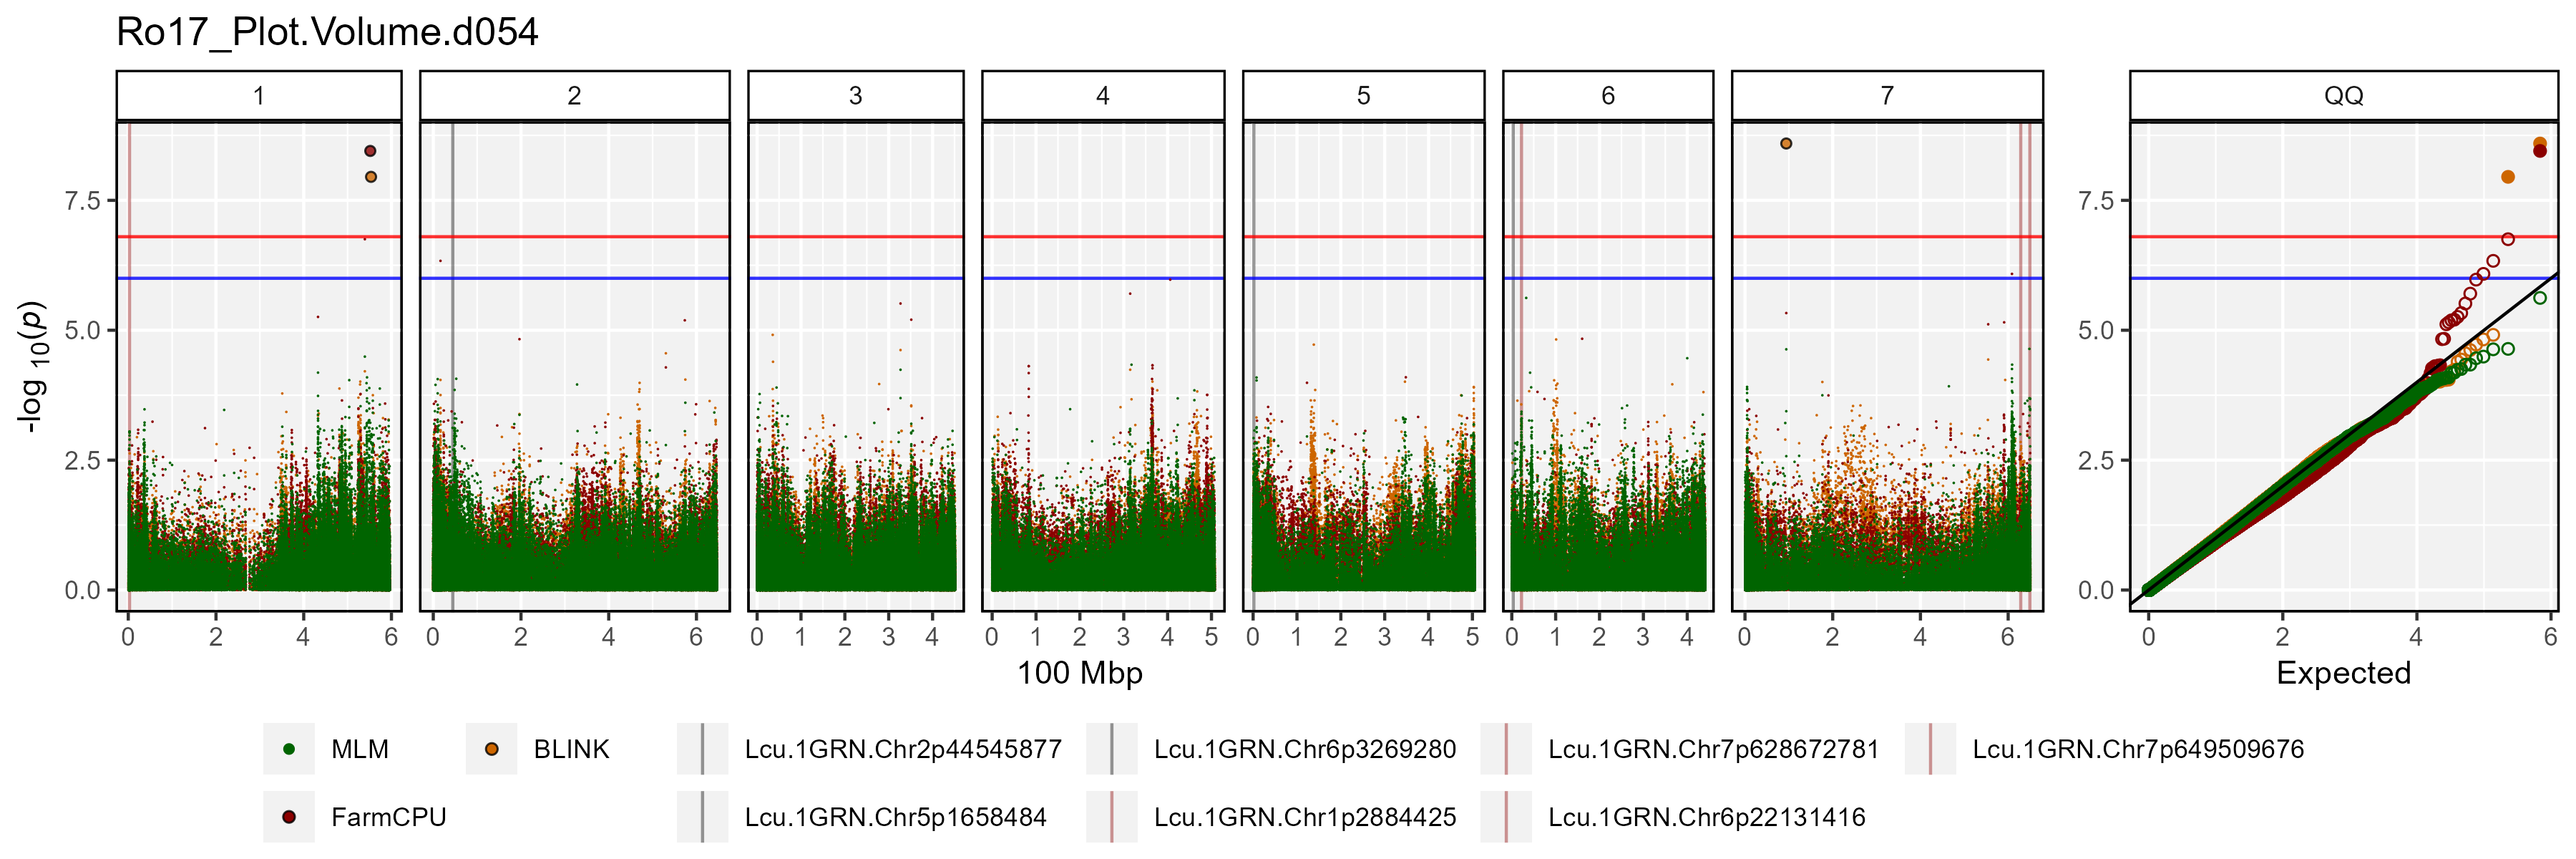 Ro17_Plot.Volume.d054
1 2 3 4 5 6 7 QQ
-log 10(p)
7.5
5.0
2.5
0.0
7.5
5.0
2.5
0.0
0 2 4 6 0 2 4 6 0 1 2 3 4 0 1 2 3 4 5 0 1 2 3 4 5 0 1 2 3 4 0 2 4 6 0 2 4 6
100 Mbp Expected
MLM BLINK Lcu.1GRN.Chr2p44545877 Lcu.1GRN.Chr6p3269280 Lcu.1GRN.Chr7p628672781 Lcu.1GRN.Chr7p649509676
FarmCPU Lcu.1GRN.Chr5p1658484 Lcu.1GRN.Chr1p2884425 Lcu.1GRN.Chr6p22131416